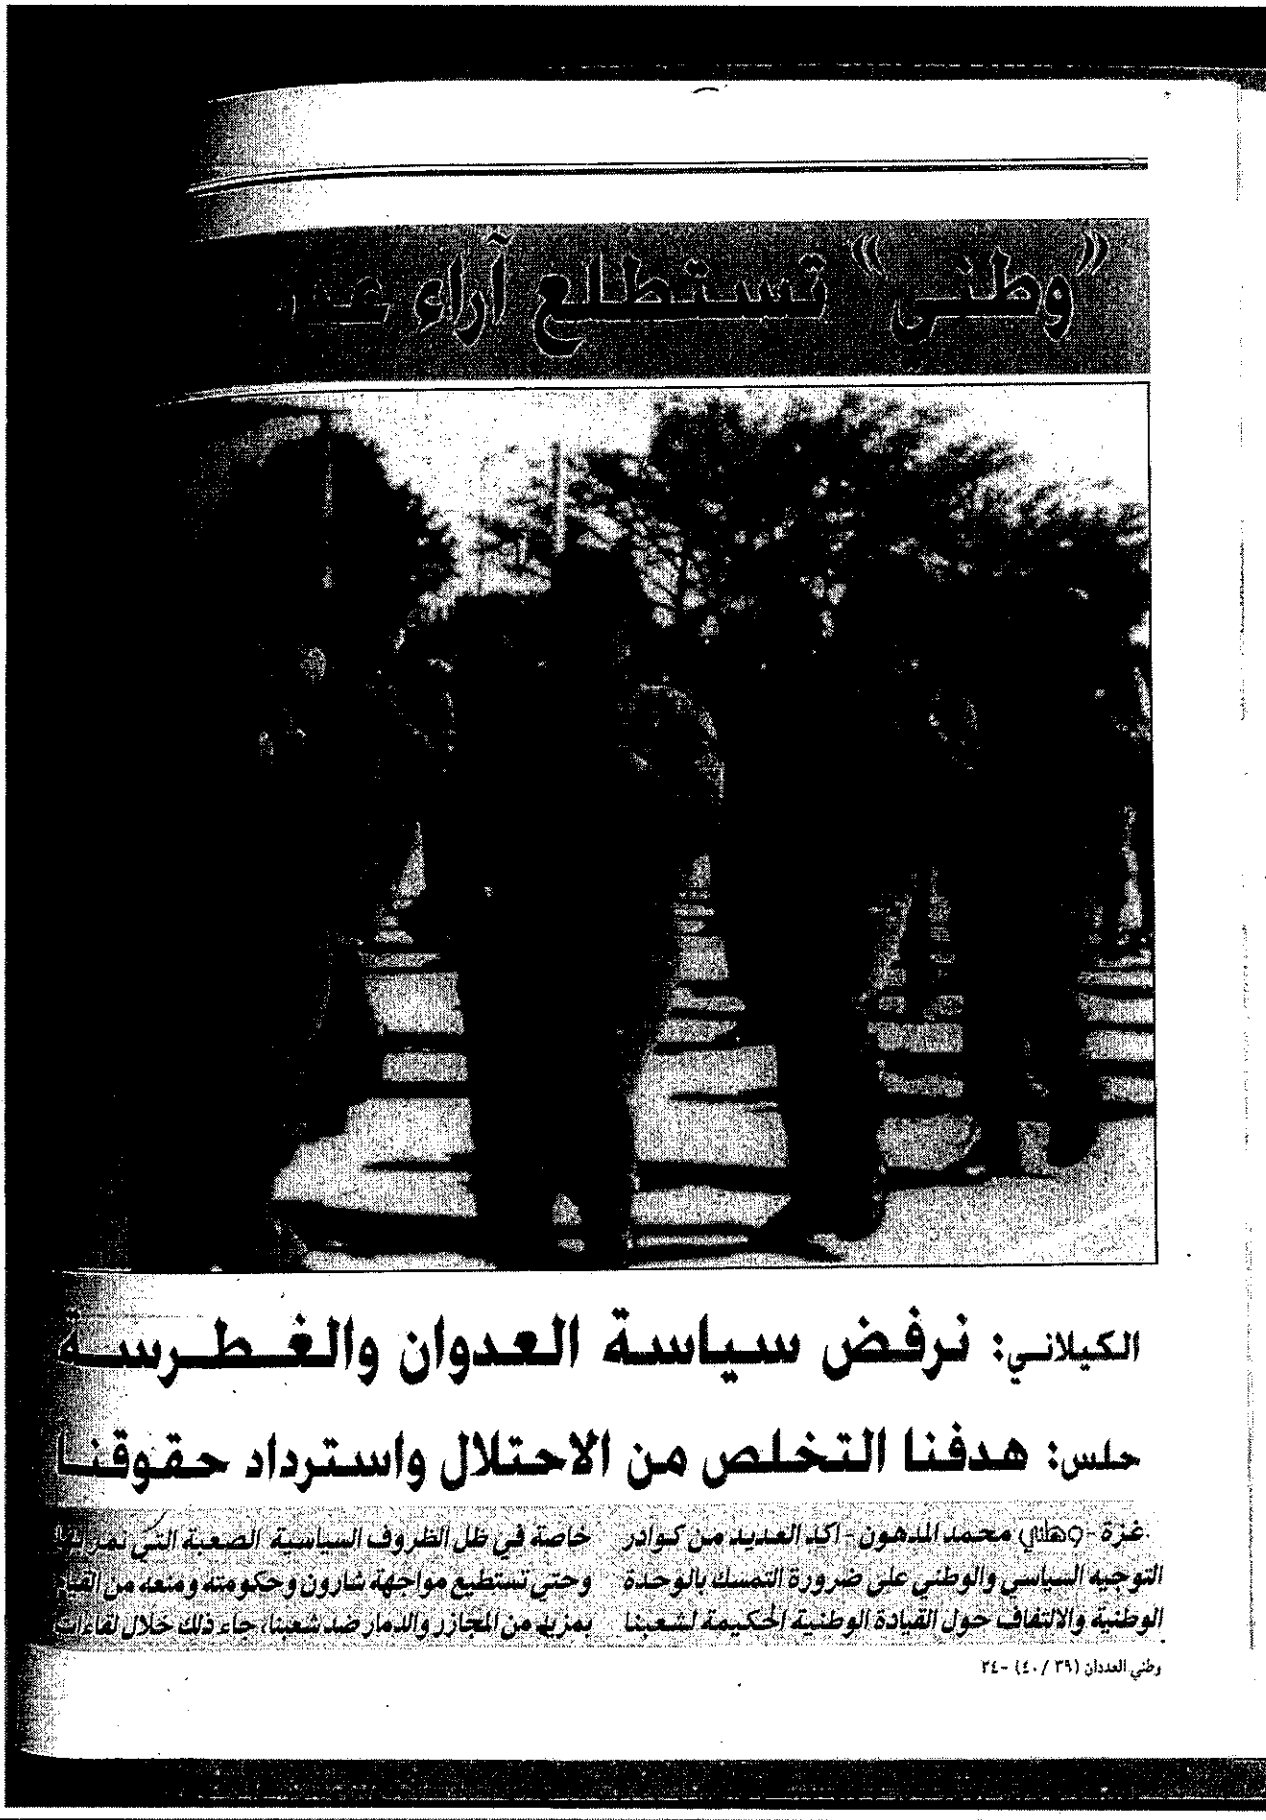 "وطني" تستطلع آراء
الكيلاني: نرفض سياسة العدوان والغطرسة
حلس: هدفنا التخلص من الاحتلال واسترداد حقوقنا
غزة - وطني محمد المدهون - اكد العديد من كوادر
التوجيه السياسي والوطني على ضرورة التمسك بالوحدة
الوطنية والالتفاف حول القيادة الوطنية الحكيمة لشعبنا
خاصة في ظل الظروف السياسية الصعبة التي نمر
وحتى تستطيع مواجهة شارون وحكومته ومنعه من
بمزيد من المجازر والدمار ضد شعبنا، جاء ذلك خلال لقاءات
وطني العددان (٣٩ / ٤٠) - ٢٤